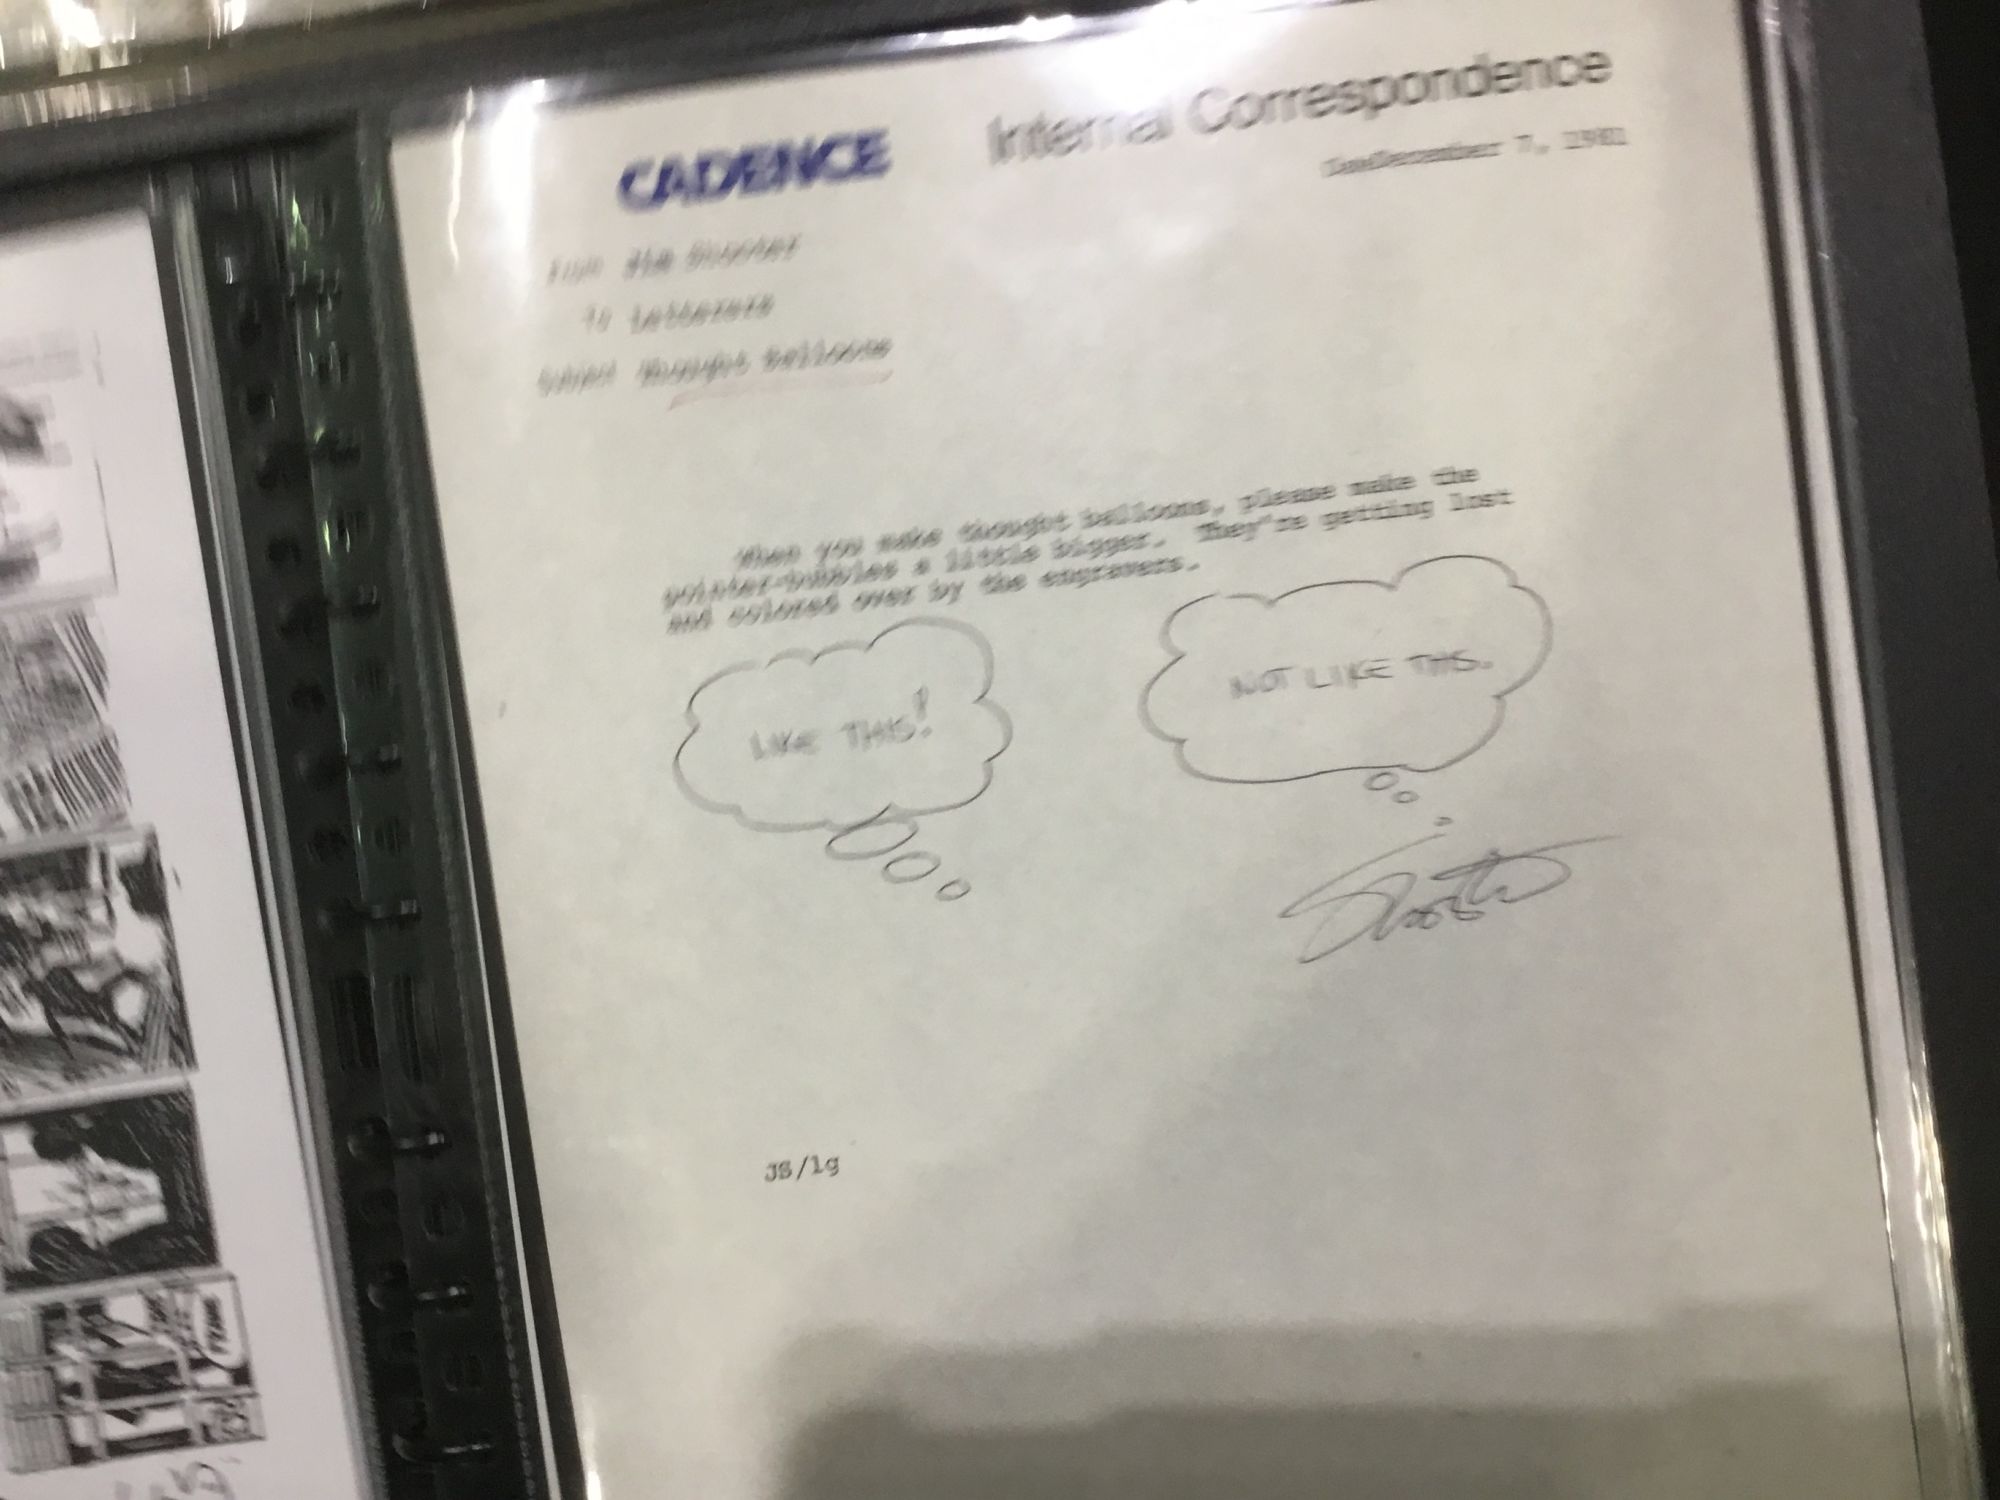 CADENCE
Internal Correspondence
December 7, 1981
From Jim Shooter
To Letterers
Subject Thought Balloons
When you make thought balloons, please make the
pointer-bubbles a little bigger. They're getting lost
and colored over by the engravers.
LIKE THIS!
NOT LIKE THIS.
Shooter
JS/lg